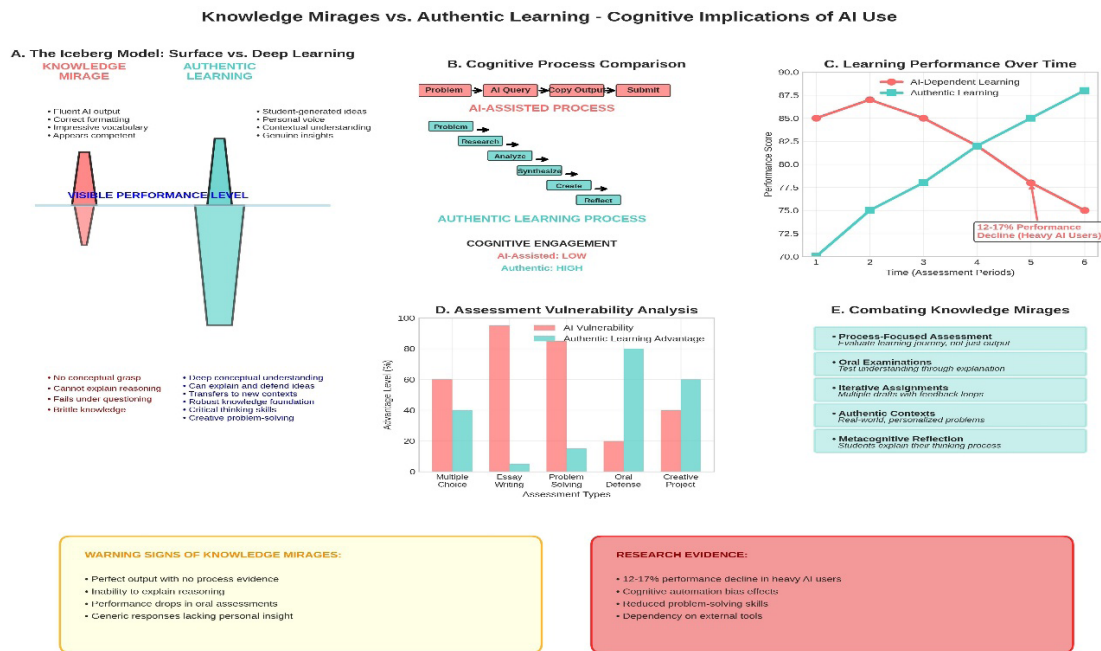 Knowledge Mirages vs. Authentic Learning - Cognitive Implications of AI Use
A. The Iceberg Model: Surface vs. Deep Learning
KNOWLEDGE
MIRAGE
AUTHENTIC
LEARNING
• Fluent AI output
• Correct formatting
• Impressive vocabulary
• Appears competent
• Student-generated ideas
• Personal voice
• Contextual understanding
• Genuine insights
VISIBLE PERFORMANCE LEVEL
• No conceptual grasp
• Cannot explain reasoning
• Fails under questioning
• Brittle knowledge
• Deep conceptual understanding
• Can explain and defend ideas
• Transfers to new contexts
• Robust knowledge foundation
• Critical thinking skills
• Creative problem-solving
B. Cognitive Process Comparison
Problem
AI Query
Copy Output
Submit
AI-ASSISTED PROCESS
Problem
Research
Analyze
Synthesize
Create
Reflect
AUTHENTIC LEARNING PROCESS
COGNITIVE ENGAGEMENT
AI-Assisted: LOW
Authentic: HIGH
C. Learning Performance Over Time
AI-Dependent Learning
Authentic Learning
Performance Score
90.0
87.5
85.0
82.5
80.0
77.5
75.0
72.5
70.0
12-17% Performance
Decline (Heavy AI Users)
1 2 3 4 5 6
Time (Assessment Periods)
D. Assessment Vulnerability Analysis
AI Vulnerability
Authentic Learning Advantage
Advantage Level (%)
100
80
60
40
20
0
Multiple
Choice
Essay
Writing
Problem
Solving
Oral
Defense
Creative
Project
Assessment Types
E. Combating Knowledge Mirages
• Process-Focused Assessment
Evaluate learning journey, not just output
• Oral Examinations
Test understanding through explanation
• Iterative Assignments
Multiple drafts with feedback loops
• Authentic Contexts
Real-world, personalized problems
• Metacognitive Reflection
Students explain their thinking process
WARNING SIGNS OF KNOWLEDGE MIRAGES:
• Perfect output with no process evidence
• Inability to explain reasoning
• Performance drops in oral assessments
• Generic responses lacking personal insight
RESEARCH EVIDENCE:
• 12-17% performance decline in heavy AI users
• Cognitive automation bias effects
• Reduced problem-solving skills
• Dependency on external tools